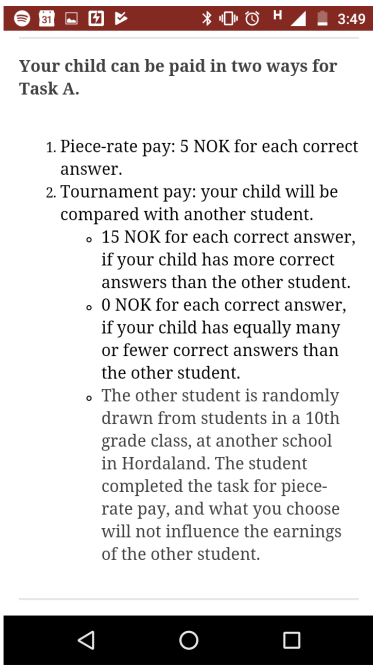 31 H 3:49
Your child can be paid in two ways for
Task A.
1. Piece-rate pay: 5 NOK for each correct
answer.
2. Tournament pay: your child will be
compared with another student.
15 NOK for each correct answer,
if your child has more correct
answers than the other student.
0 NOK for each correct answer,
if your child has equally many
or fewer correct answers than
the other student.
The other student is randomly
drawn from students in a 10th
grade class, at another school
in Hordaland. The student
completed the task for piece-
rate pay, and what you choose
will not influence the earnings
of the other student.